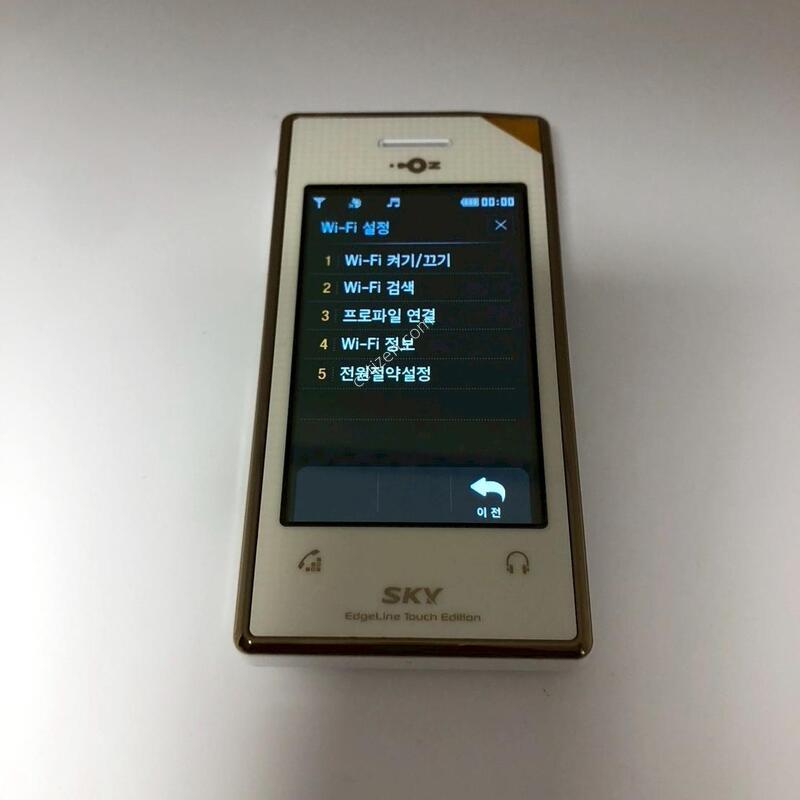 OZ
00:00
Wi-Fi 설정
1 Wi-Fi 켜기/끄기
2 Wi-Fi 검색
3 프로파일 연결
4 Wi-Fi 정보
5 전원절약설정
이전
SKY
EdgeLine Touch Edition